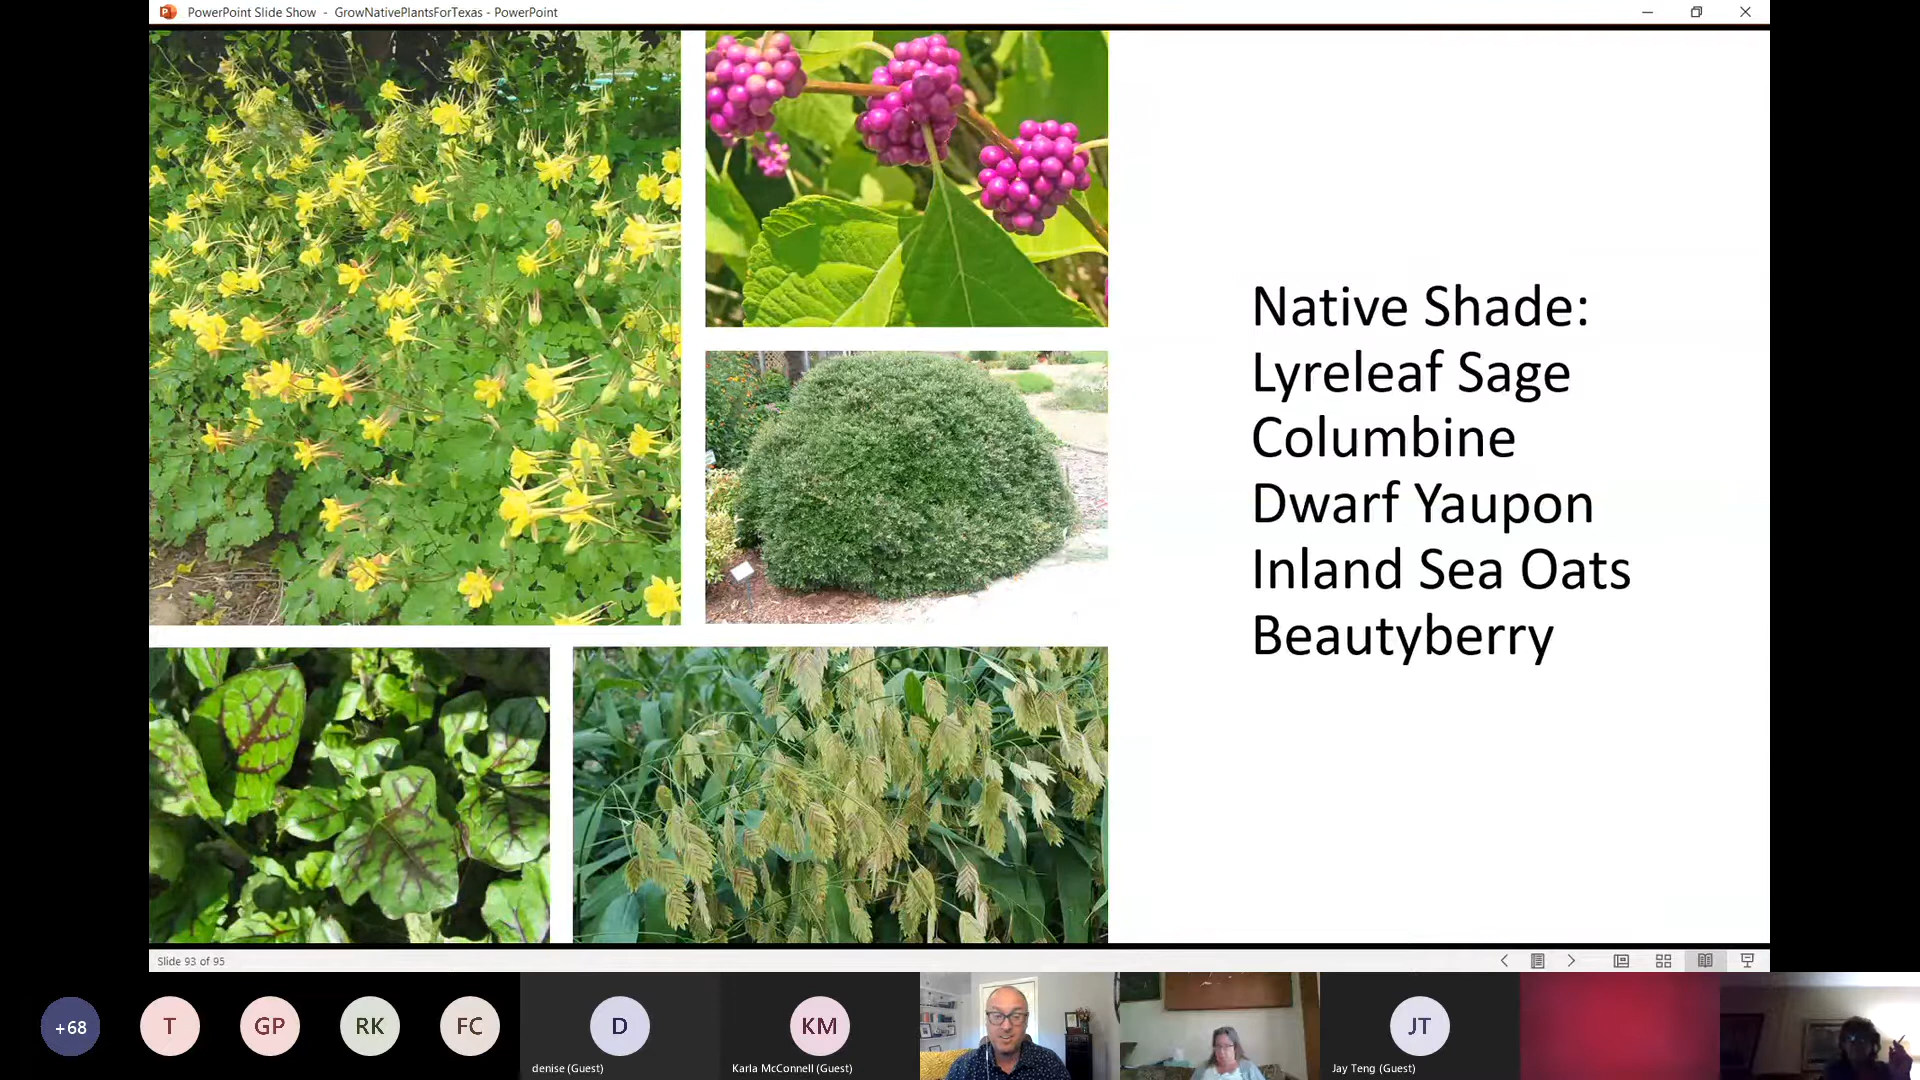 PowerPoint Slide Show - GrowNativePlantsForTexas - PowerPoint
Native Shade:
Lyreleaf Sage
Columbine
Dwarf Yaupon
Inland Sea Oats
Beautyberry
Slide 93 of 95
+68
T
GP
RK
FC
D
KM
JT
denise (Guest)
Karla McConnell (Guest)
Jay Teng (Guest)